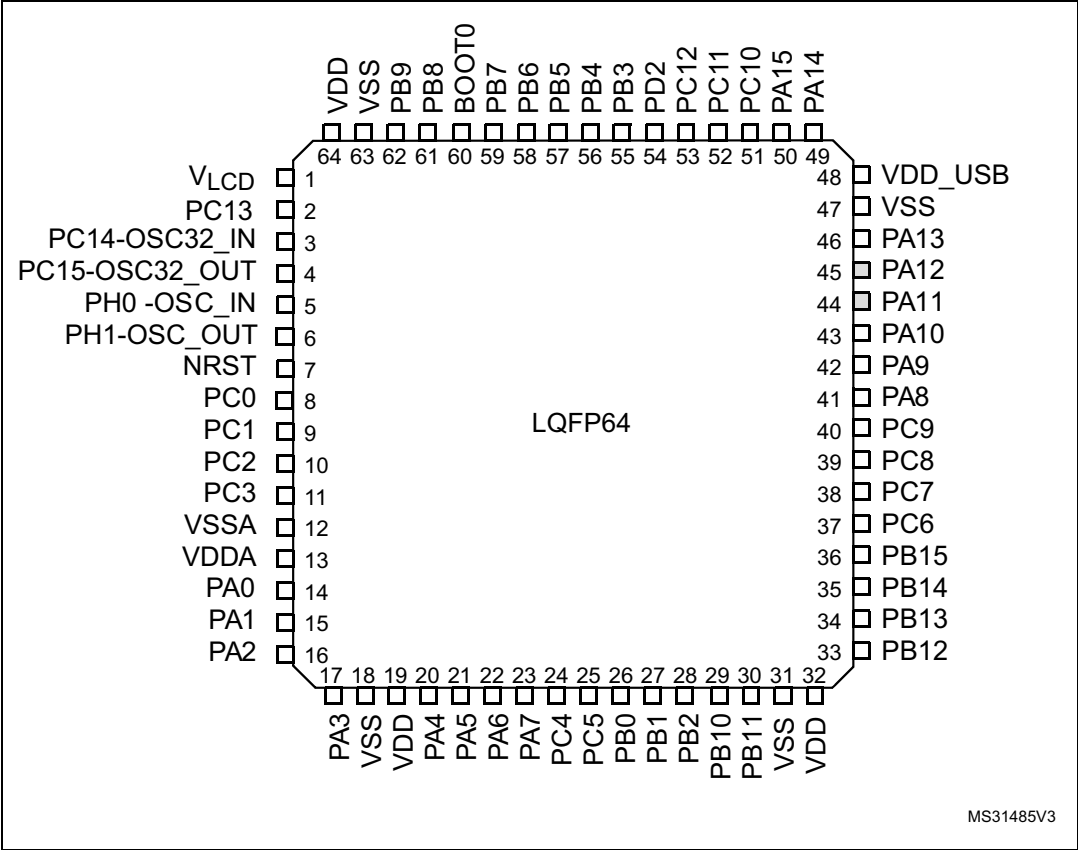 VDD
VSS
PB9
PB8
BOOT0
PB7
PB6
PB5
PB4
PB3
PD2
PC12
PC11
PC10
PA15
PA14
64 63 62 61 60 59 58 57 56 55 54 53 52 51 50 49
VLCD 1
PC13 2
PC14-OSC32_IN 3
PC15-OSC32_OUT 4
PH0 -OSC_IN 5
PH1-OSC_OUT 6
NRST 7
PC0 8
PC1 9
PC2 10
PC3 11
VSSA 12
VDDA 13
PA0 14
PA1 15
PA2 16
LQFP64
48 VDD_USB
47 VSS
46 PA13
45 PA12
44 PA11
43 PA10
42 PA9
41 PA8
40 PC9
39 PC8
38 PC7
37 PC6
36 PB15
35 PB14
34 PB13
33 PB12
17 18 19 20 21 22 23 24 25 26 27 28 29 30 31 32
PA3
VSS
VDD
PA4
PA5
PA6
PA7
PC4
PC5
PB0
PB1
PB2
PB10
PB11
VSS
VDD
MS31485V3